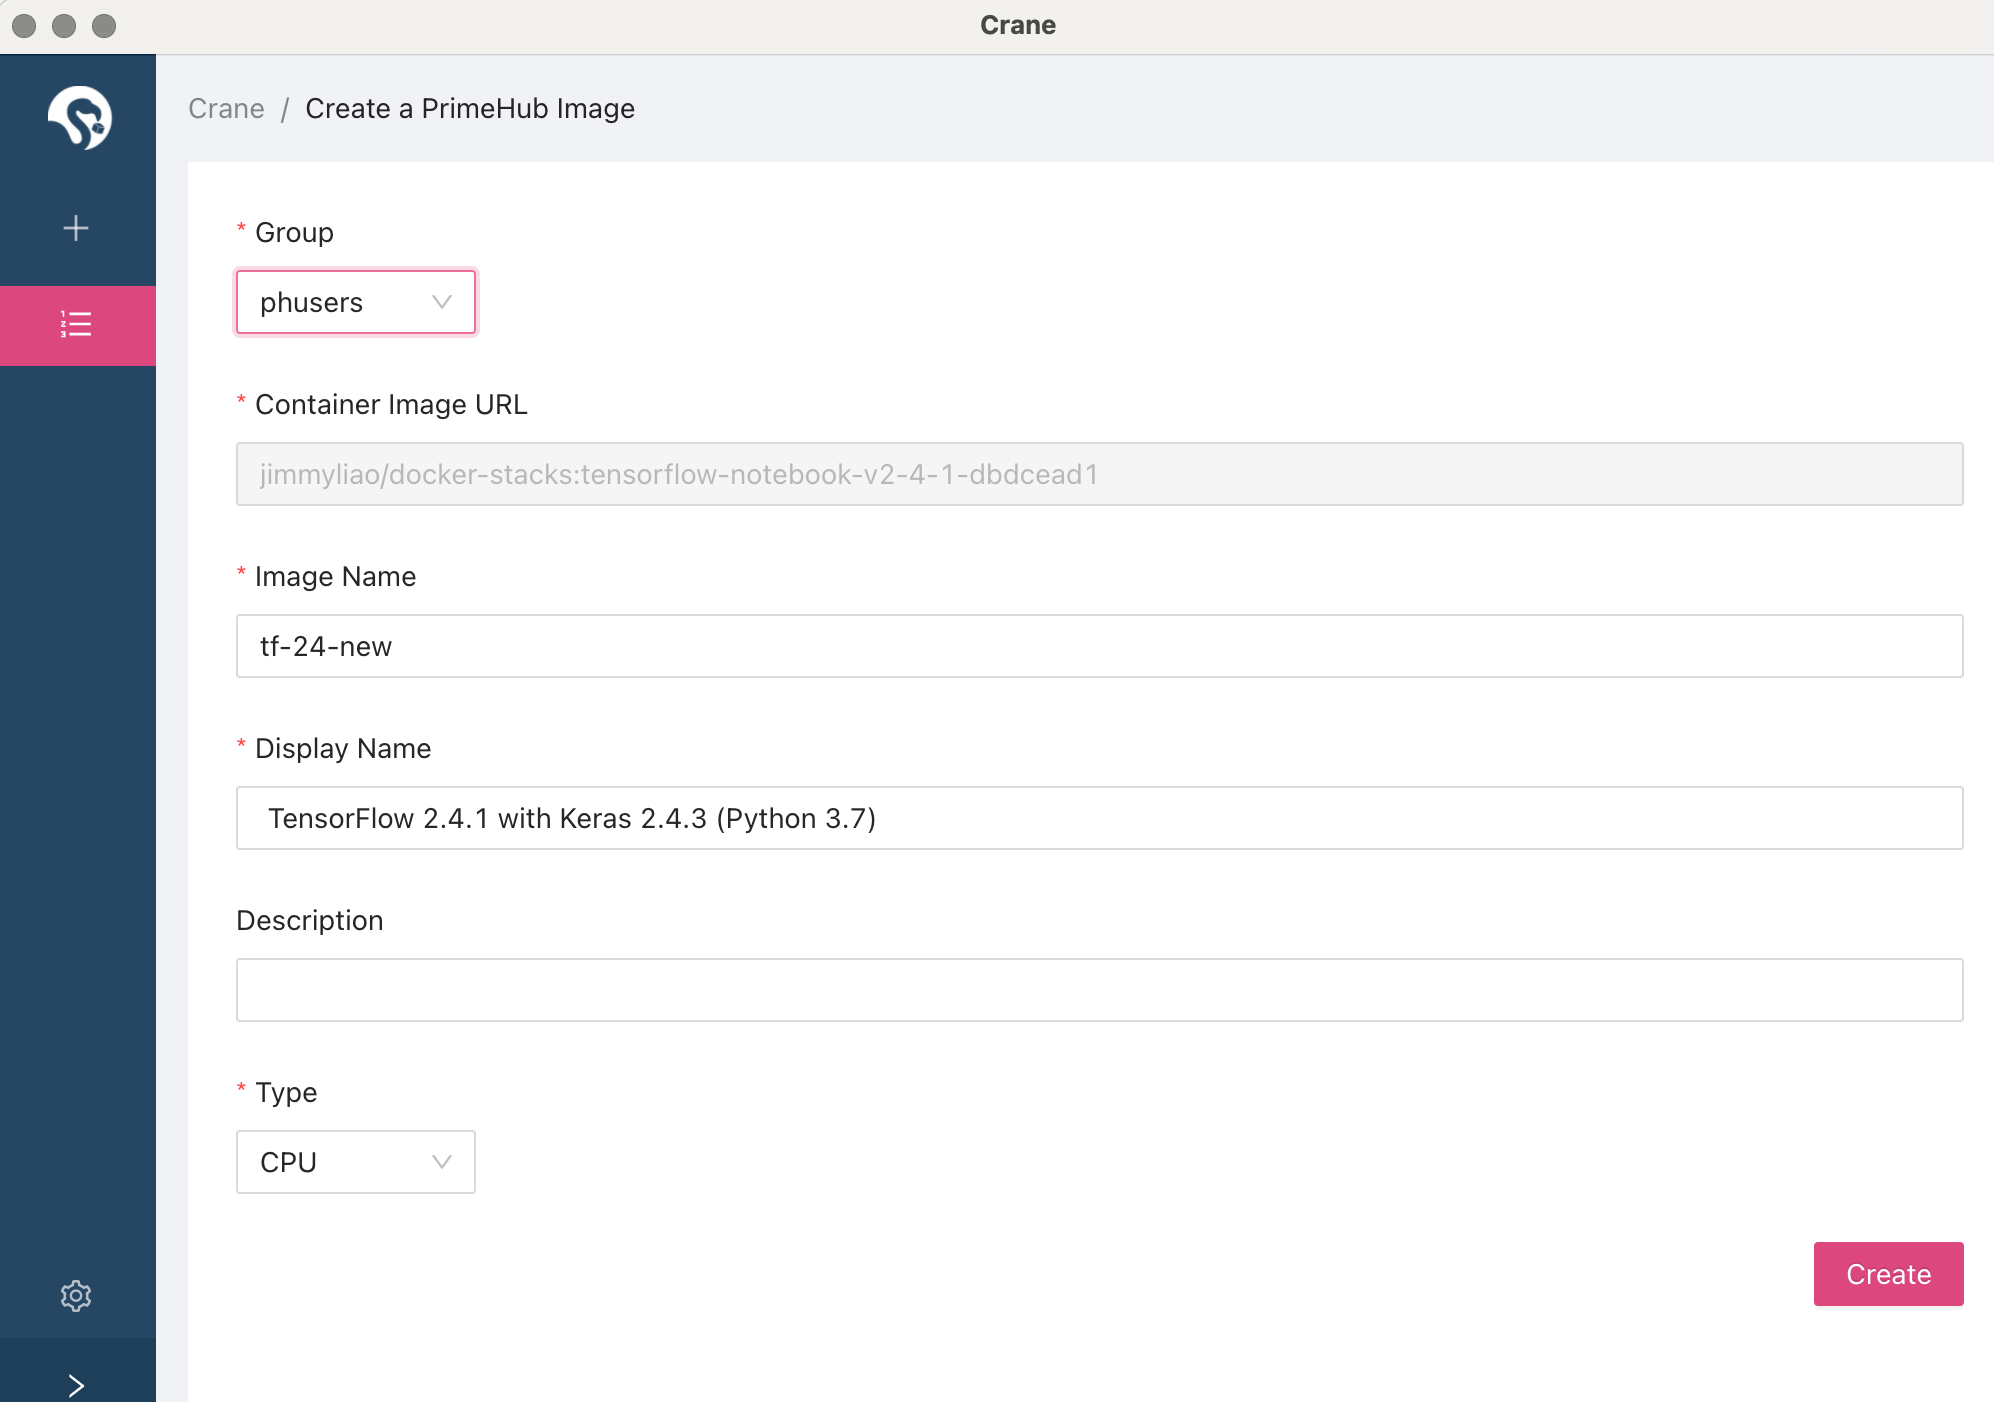 Crane
Crane / Create a PrimeHub Image
* Group
phusers
* Container Image URL
jimmyliao/docker-stacks:tensorflow-notebook-v2-4-1-dbdcead1
* Image Name
tf-24-new
* Display Name
TensorFlow 2.4.1 with Keras 2.4.3 (Python 3.7)
Description
* Type
CPU
Create